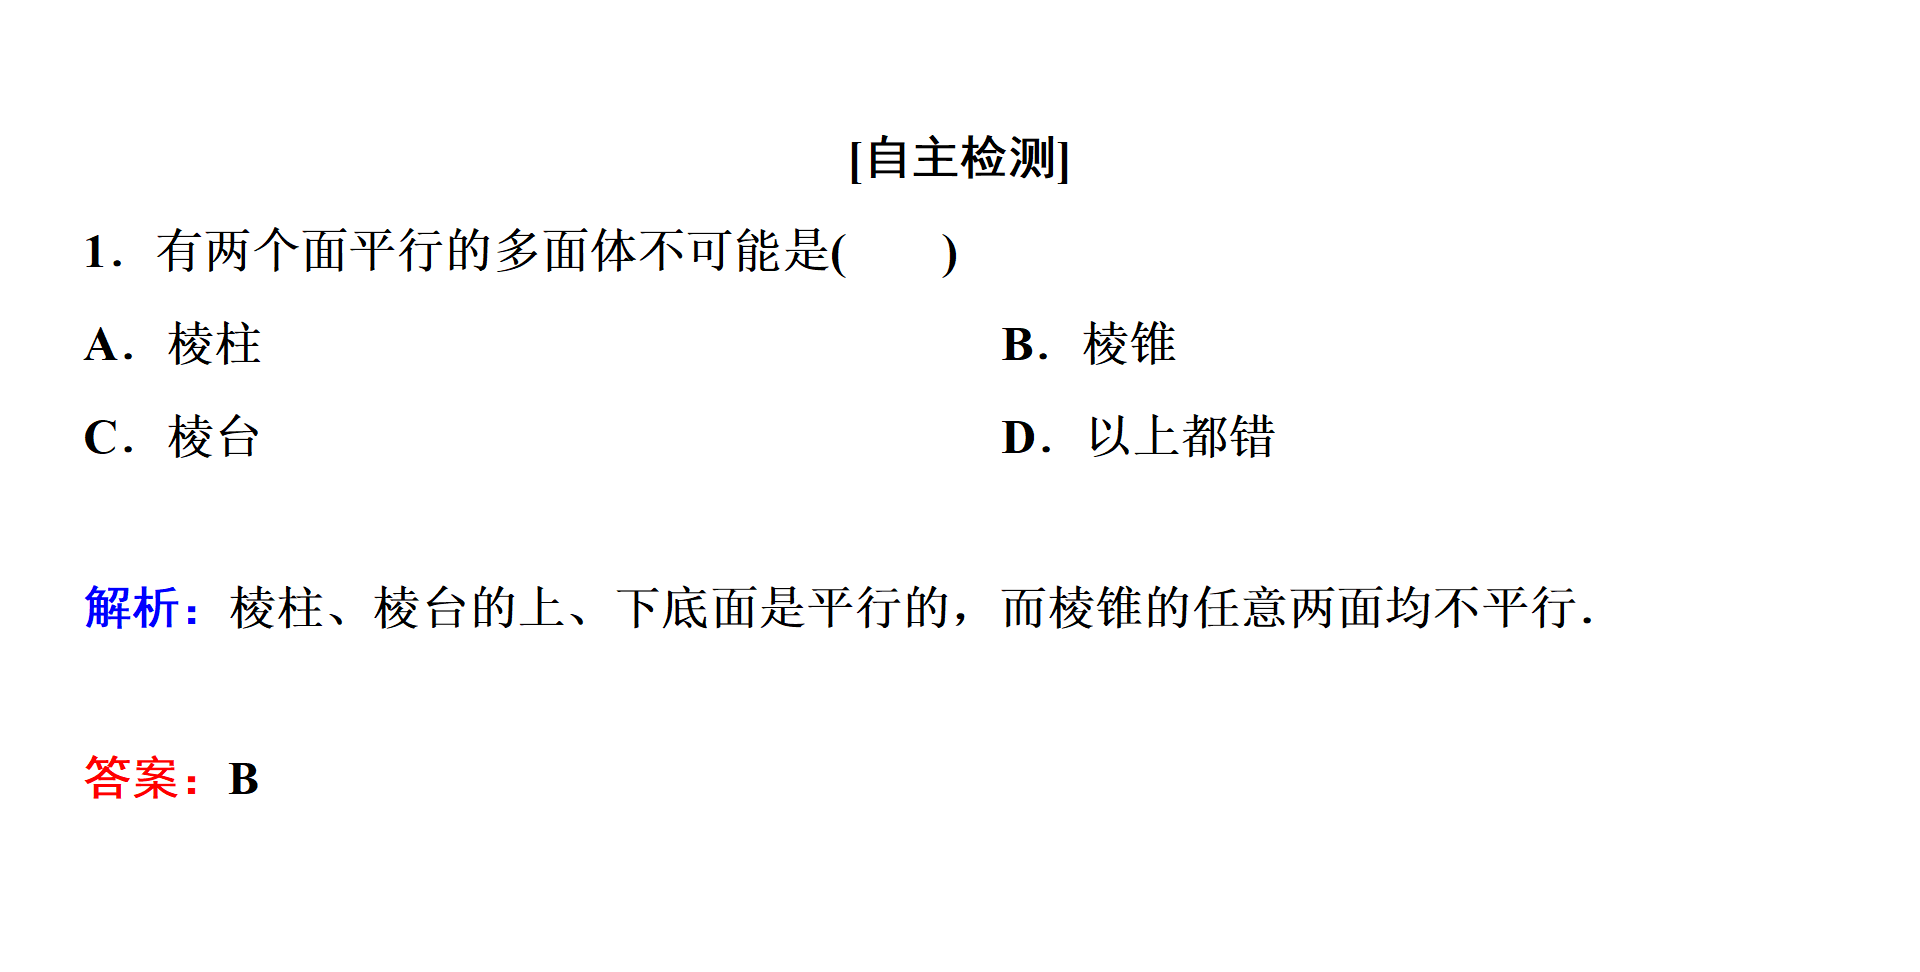 [自主检测]
1．有两个面平行的多面体不可能是(　　)
A．棱柱　　B．棱锥
C．棱台　　D．以上都错
解析：棱柱、棱台的上、下底面是平行的，而棱锥的任意两面均不平行．
答案：B